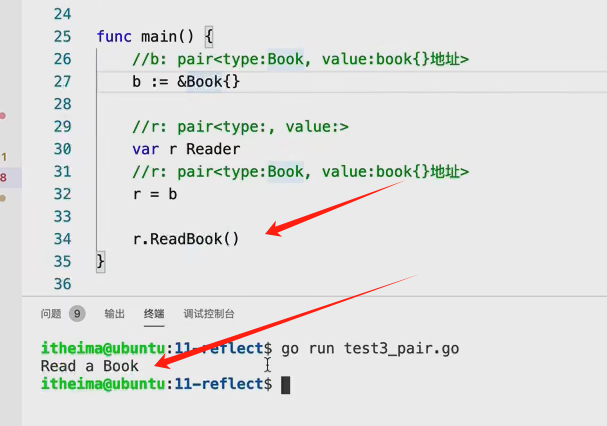 24
25 func main() {
26 //b: pair<type:Book, value:book{}地址>
27 b := &Book{}
28
29 //r: pair<type:, value:>
30 var r Reader
31 //r: pair<type:Book, value:book{}地址>
32 r = b
33
34 r.ReadBook()
35 }
36
1
8
问题 9 输出 终端 调试控制台
itheima@ubuntu:11-reflect$ go run test3_pair.go
Read a Book
itheima@ubuntu:11-reflect$